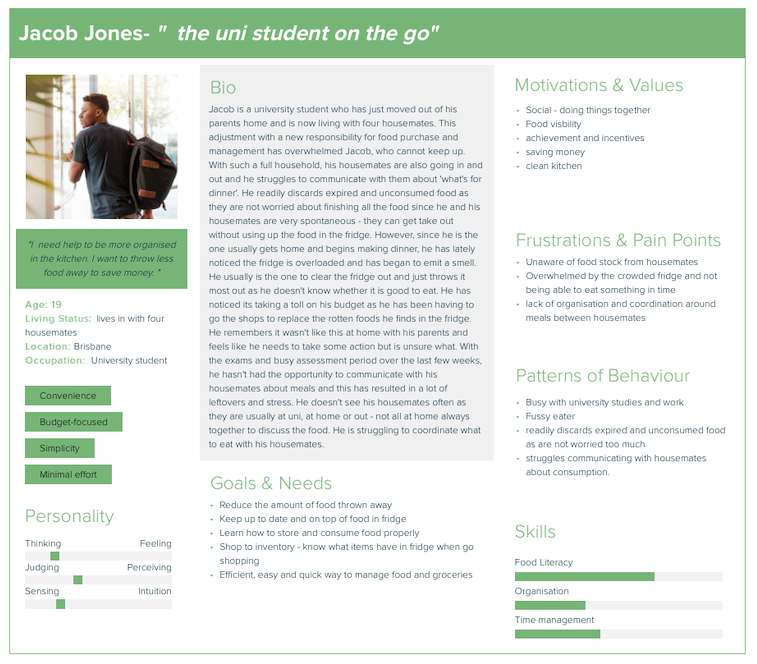 Jacob Jones- " the uni student on the go"
"I need help to be more organised
in the kitchen. I want to throw less
food away to save money. "
Age: 19
Living Status: lives in with four
housemates
Location: Brisbane
Occupation: University student
Convenience
Budget-focused
Simplicity
Minimal effort
Personality
Thinking Feeling
Judging Perceiving
Sensing Intuition
Bio
Jacob is a university student who has just moved out of his
parents home and is now living with four housemates. This
adjustment with a new responsibility for food purchase and
management has overwhelmed Jacob, who cannot keep up.
With such a full household, his housemates are also going in and
out and he struggles to communicate with them about 'what's for
dinner'. He readily discards expired and unconsumed food as
they are not worried about finishing all the food since he and his
housemates are very spontaneous - they can get take out
without using up the food in the fridge. However, since he is the
one usually gets home and begins making dinner, he has lately
noticed the fridge is overloaded and has began to emit a smell.
He usually is the one to clear the fridge out and just throws it
most out as he doesn't know whether it is good to eat. He has
noticed its taking a toll on his budget as he has been having to
go the shops to replace the rotten foods he finds in the fridge.
He remembers it wasn't like this at home with his parents and
feels like he needs to take some action but is unsure what. With
the exams and busy assessment period over the last few weeks,
he hasn't had the opportunity to communicate with his
housemates about meals and this has resulted in a lot of
leftovers and stress. He doesn't see his housemates often as
they are usually at uni, at home or out - not all at home always
together to discuss the food. He is struggling to coordinate what
to eat with his housemates.
Goals & Needs
• Reduce the amount of food thrown away
• Keep up to date and on top of food in fridge
• Learn how to store and consume food properly
• Shop to inventory - know what items have in fridge when go
shopping
• Efficient, easy and quick way to manage food and groceries
Motivations & Values
• Social - doing things together
• Food visbility
• achievement and incentives
• saving money
• clean kitchen
Frustrations & Pain Points
• Unaware of food stock from housemates
• Overwhelmed by the crowded fridge and not
being able to eat something in time
• lack of organisation and coordination around
meals between housemates
Patterns of Behaviour
• Busy with university studies and work
• Fussy eater
• readily discards expired and unconsumed food
as are not worried too much
• struggles communicating with housemates
about consumption.
Skills
Food Literacy
Organisation
Time management